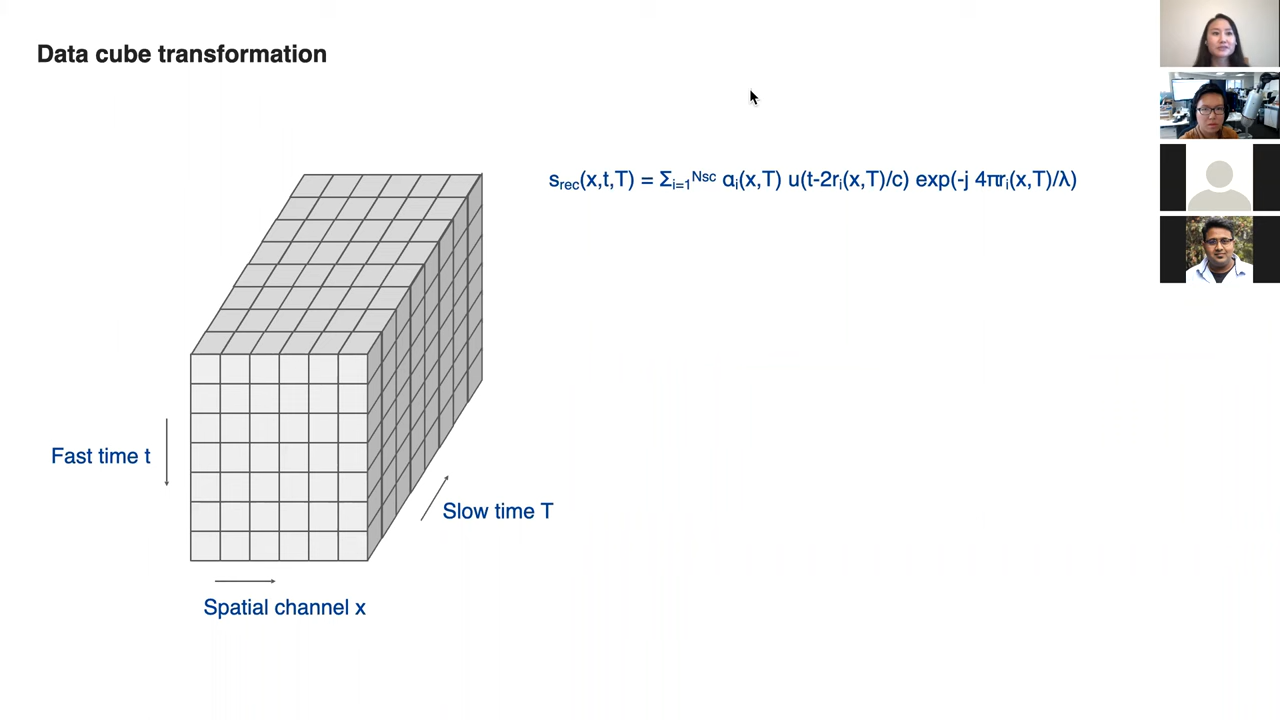 Data cube transformation
s_rec(x,t,T) = Σ_i=1^Nsc α_i(x,T) u(t-2r_i(x,T)/c) exp(-j 4πr_i(x,T)/λ)
Fast time t
Slow time T
Spatial channel x